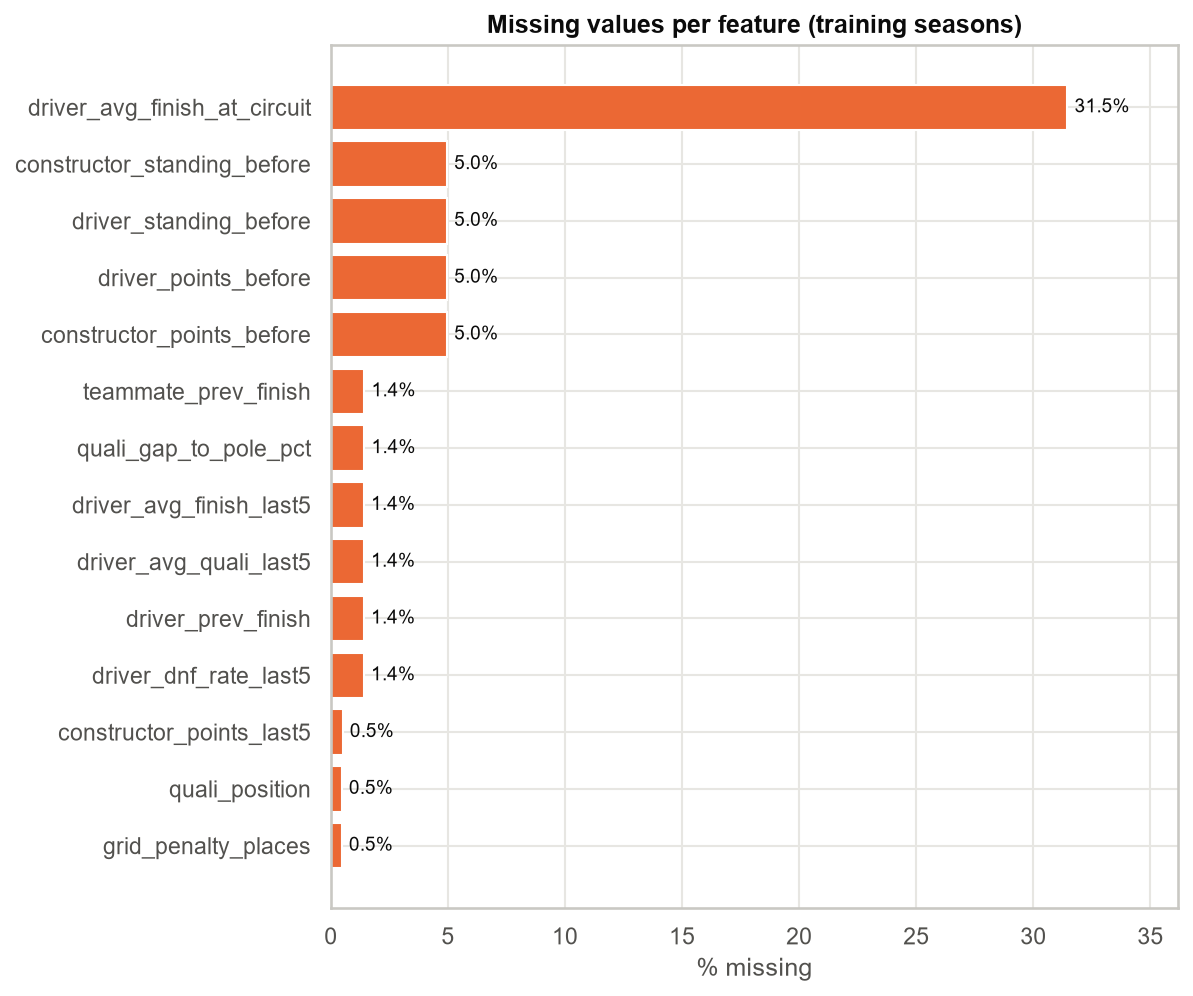 Missing values per feature (training seasons)
driver_avg_finish_at_circuit 31.5%
constructor_standing_before 5.0%
driver_standing_before 5.0%
driver_points_before 5.0%
constructor_points_before 5.0%
teammate_prev_finish 1.4%
quali_gap_to_pole_pct 1.4%
driver_avg_finish_last5 1.4%
driver_avg_quali_last5 1.4%
driver_prev_finish 1.4%
driver_dnf_rate_last5 1.4%
constructor_points_last5 0.5%
quali_position 0.5%
grid_penalty_places 0.5%
0 5 10 15 20 25 30 35
% missing